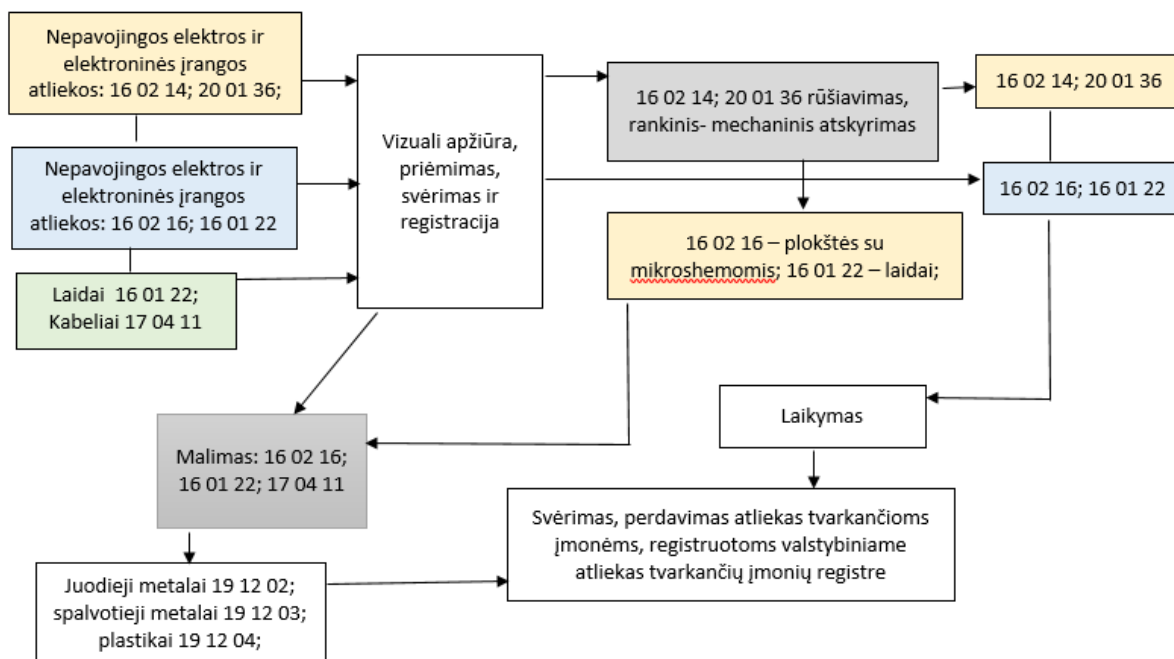 Nepavojingos elektros ir
elektroninės įrangos
atliekos: 16 02 14; 20 01 36;
Nepavojingos elektros ir
elektroninės įrangos
atliekos: 16 02 16; 16 01 22
Laidai 16 01 22;
Kabeliai 17 04 11
Vizuali apžiūra,
priėmimas,
svėrimas ir
registracija
16 02 14; 20 01 36 rūšiavimas,
rankinis- mechaninis atskyrimas
16 02 14; 20 01 36
16 02 16; 16 01 22
16 02 16 – plokštės su
mikroshemomis; 16 01 22 – laidai;
Laikymas
Malimas: 16 02 16;
16 01 22; 17 04 11
Svėrimas, perdavimas atliekas tvarkančioms
įmonėms, registruotoms valstybiniame
atliekas tvarkančių įmonių registre
Juodieji metalai 19 12 02;
spalvotieji metalai 19 12 03;
plastikai 19 12 04;